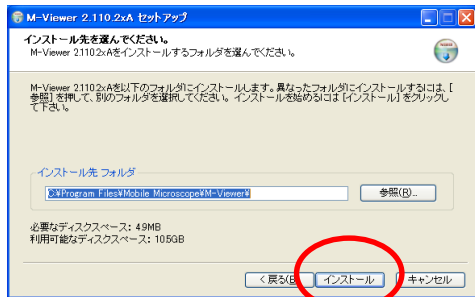 M-Viewer 2.110.2xA セットアップ
インストール先を選んでください。
M-Viewer 2.110.2xAをインストールするフォルダを選んでください。
M-Viewer 2.110.2xAを以下のフォルダにインストールします。異なったフォルダにインストールするには、[
参照] を押して、別のフォルダを選択してください。インストールを始めるには [インストール] をクリックし
て下さい。
インストール先 フォルダ
C:¥Program Files¥Mobile Microscope¥M-Viewer¥
参照(R)...
必要なディスクスペース: 4.9MB
利用可能なディスクスペース: 10.5GB
< 戻る(B)
インストール
キャンセル